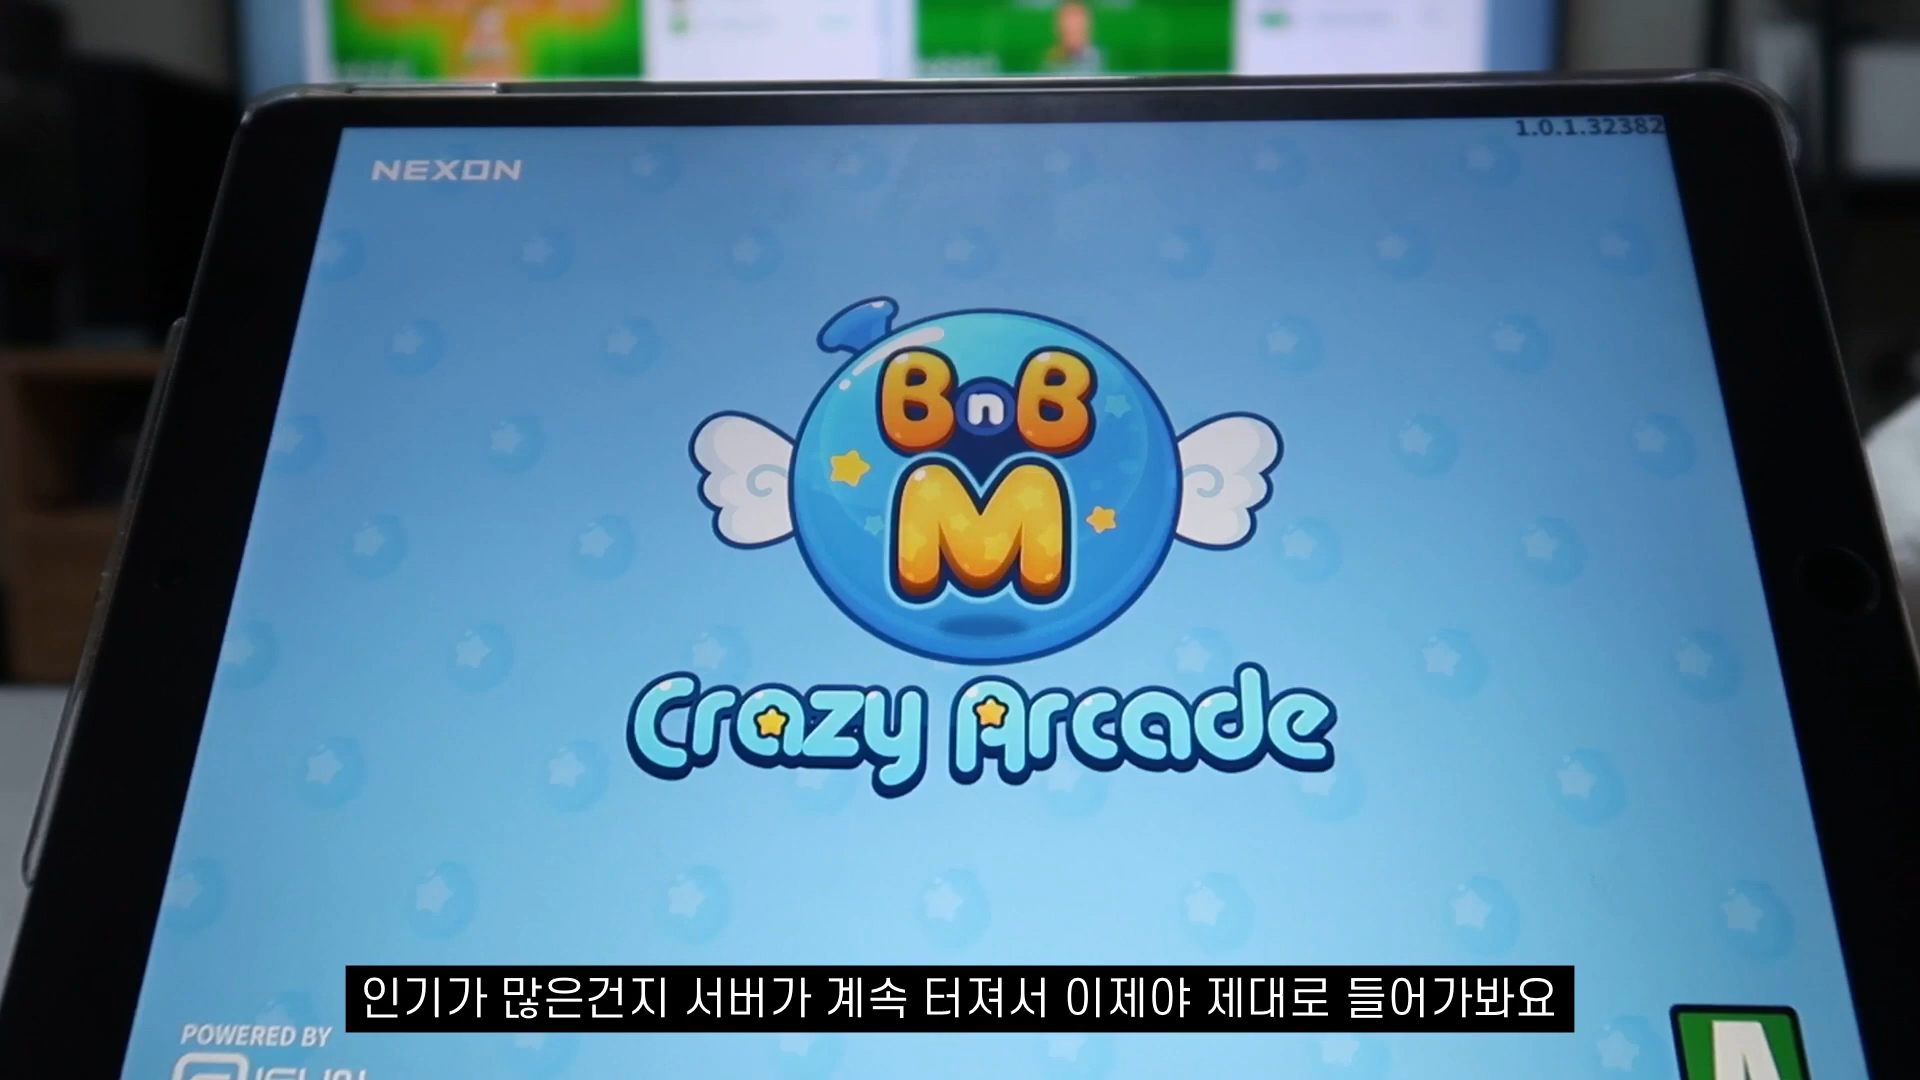 1.0.1.32382
NEXON
BnB
M
Crazy Arcade
인기가 많은건지 서버가 계속 터져서 이제야 제대로 들어가봐요
POWERED BY
A